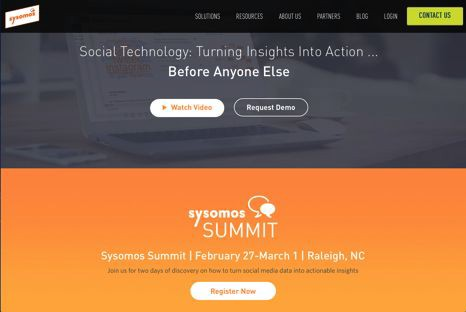 sysomos
SOLUTIONS RESOURCES ABOUT US PARTNERS BLOG LOGIN CONTACT US
Social Technology: Turning Insights Into Action ...
Before Anyone Else
Watch Video Request Demo
sysomos
SUMMIT
Sysomos Summit | February 27-March 1 | Raleigh, NC
Join us for two days of discovery on how to turn social media data into actionable insights
Register Now